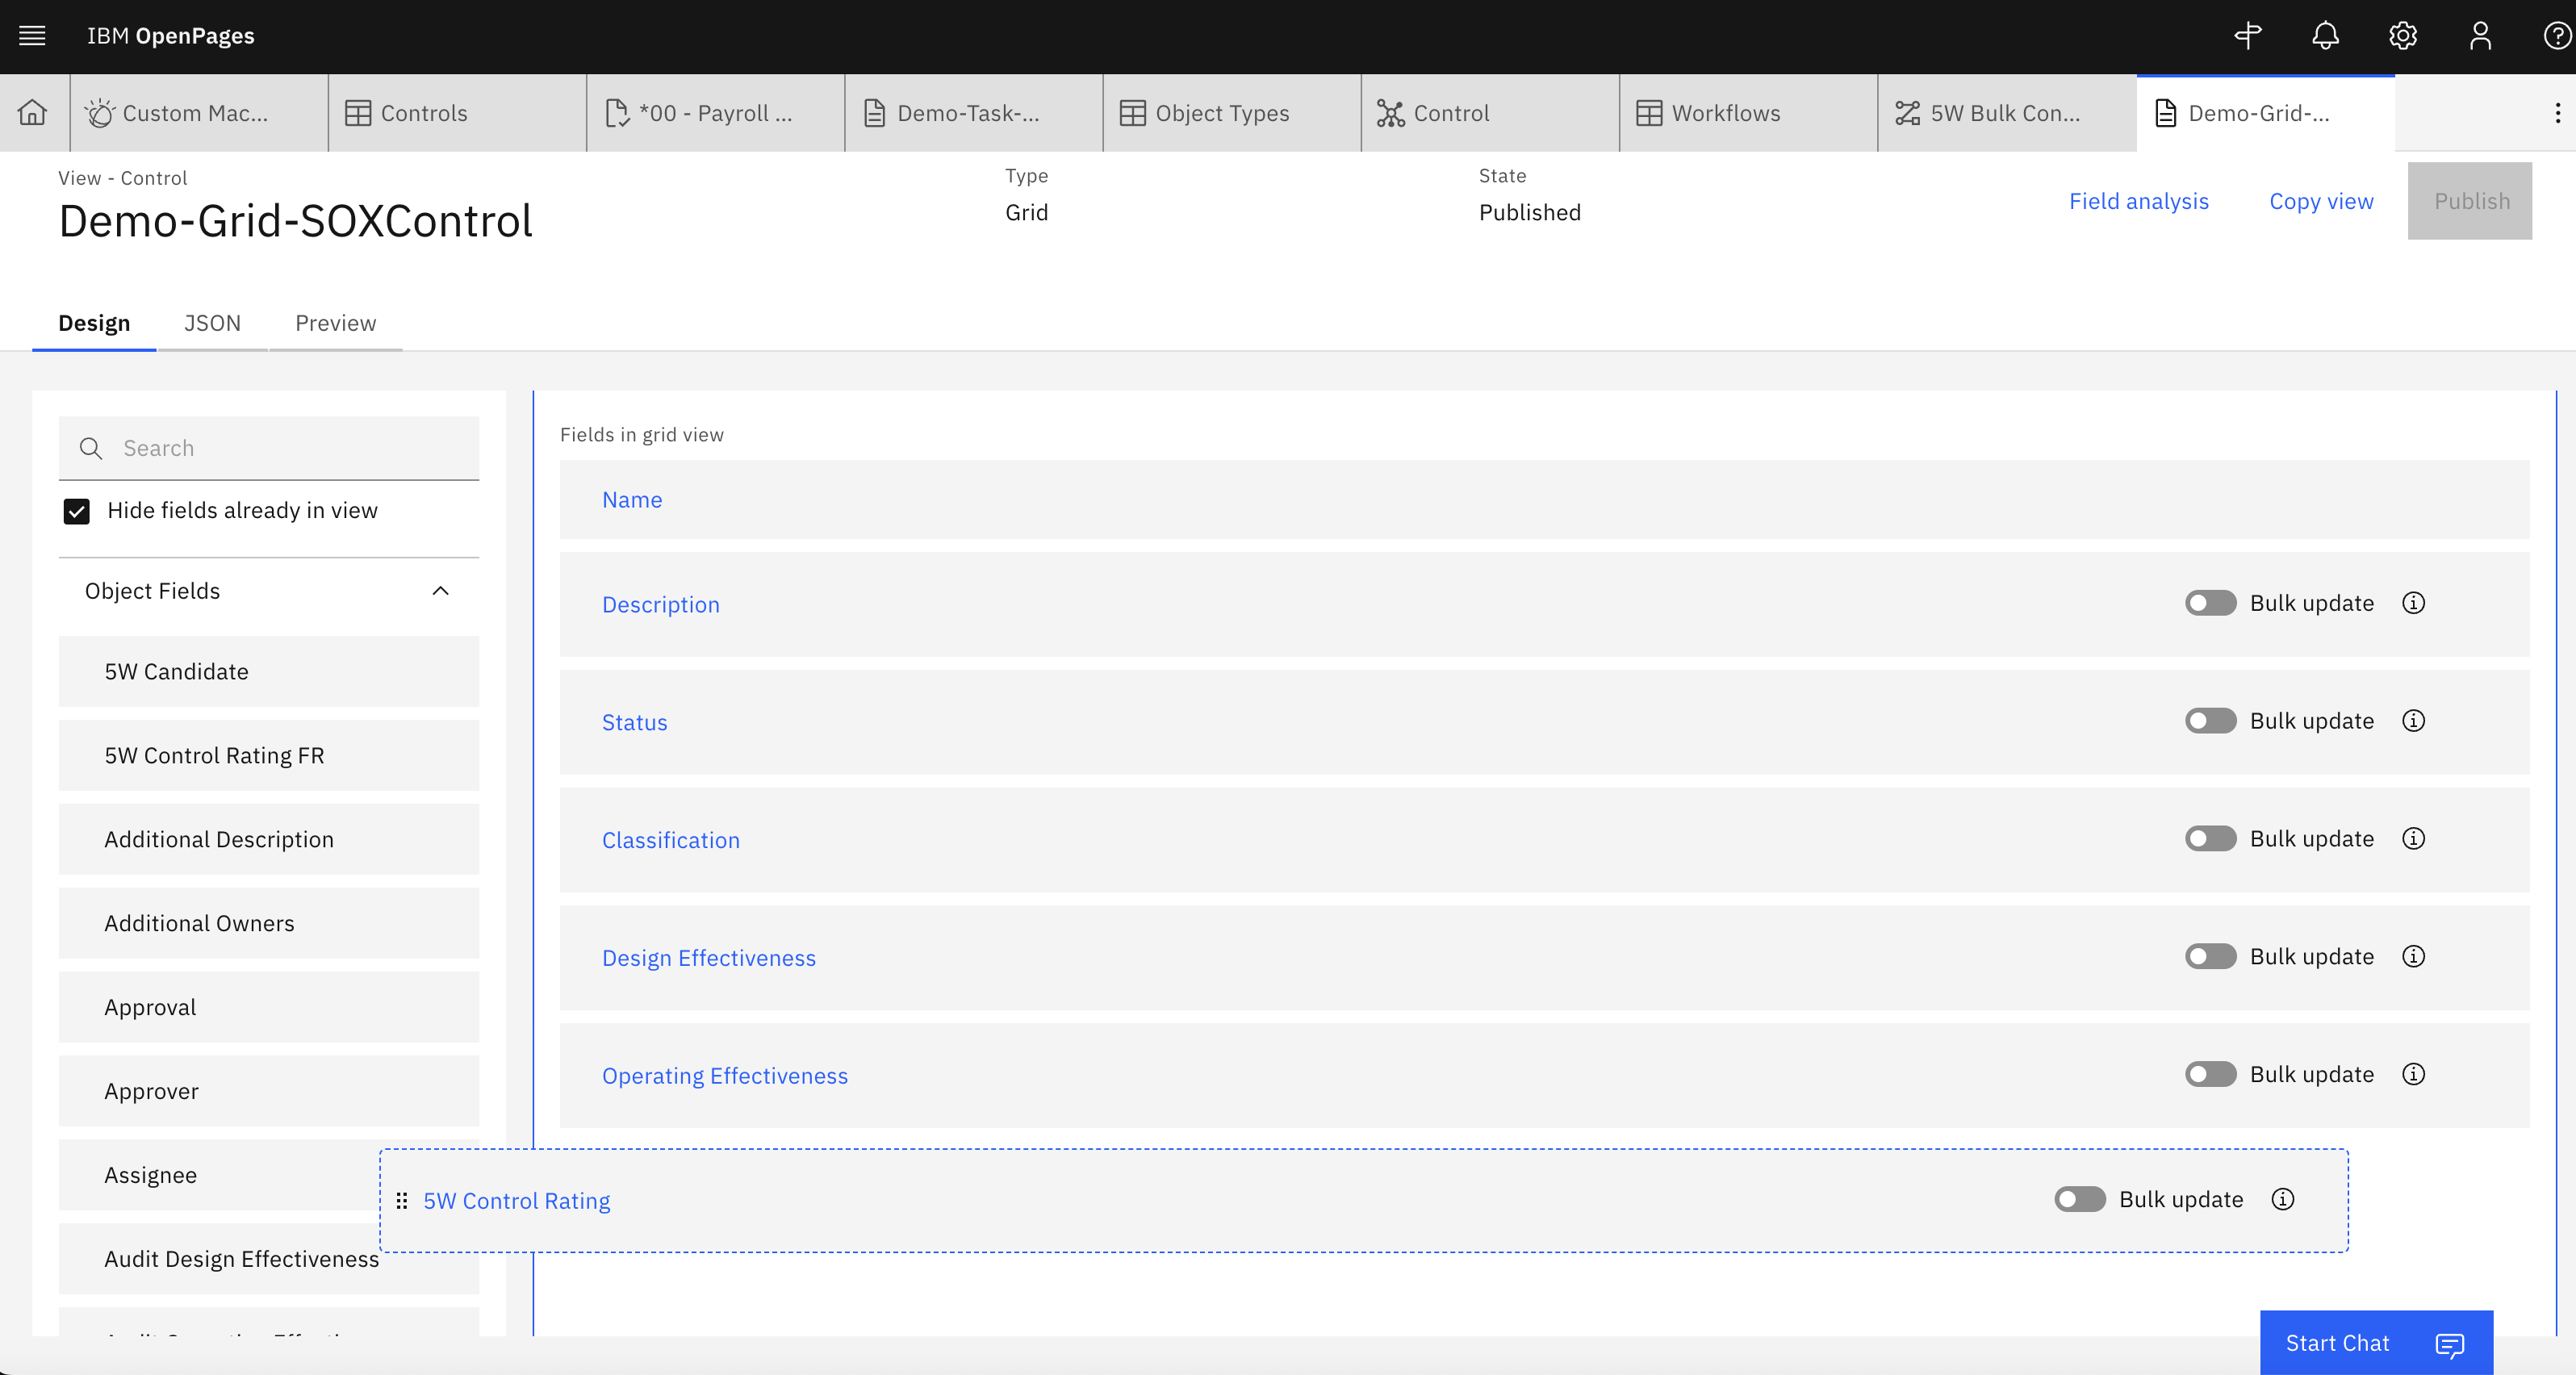 IBM OpenPages
Custom Mac...
Controls
*00 - Payroll ...
Demo-Task-...
Object Types
Control
Workflows
5W Bulk Con...
Demo-Grid-...
View - Control
Demo-Grid-SOXControl
Type
Grid
State
Published
Field analysis
Copy view
Publish
Design
JSON
Preview
Search
Hide fields already in view
Object Fields
5W Candidate
5W Control Rating FR
Additional Description
Additional Owners
Approval
Approver
Assignee
Audit Design Effectiveness
Fields in grid view
Name
Description
Bulk update
Status
Bulk update
Classification
Bulk update
Design Effectiveness
Bulk update
Operating Effectiveness
Bulk update
5W Control Rating
Bulk update
Start Chat